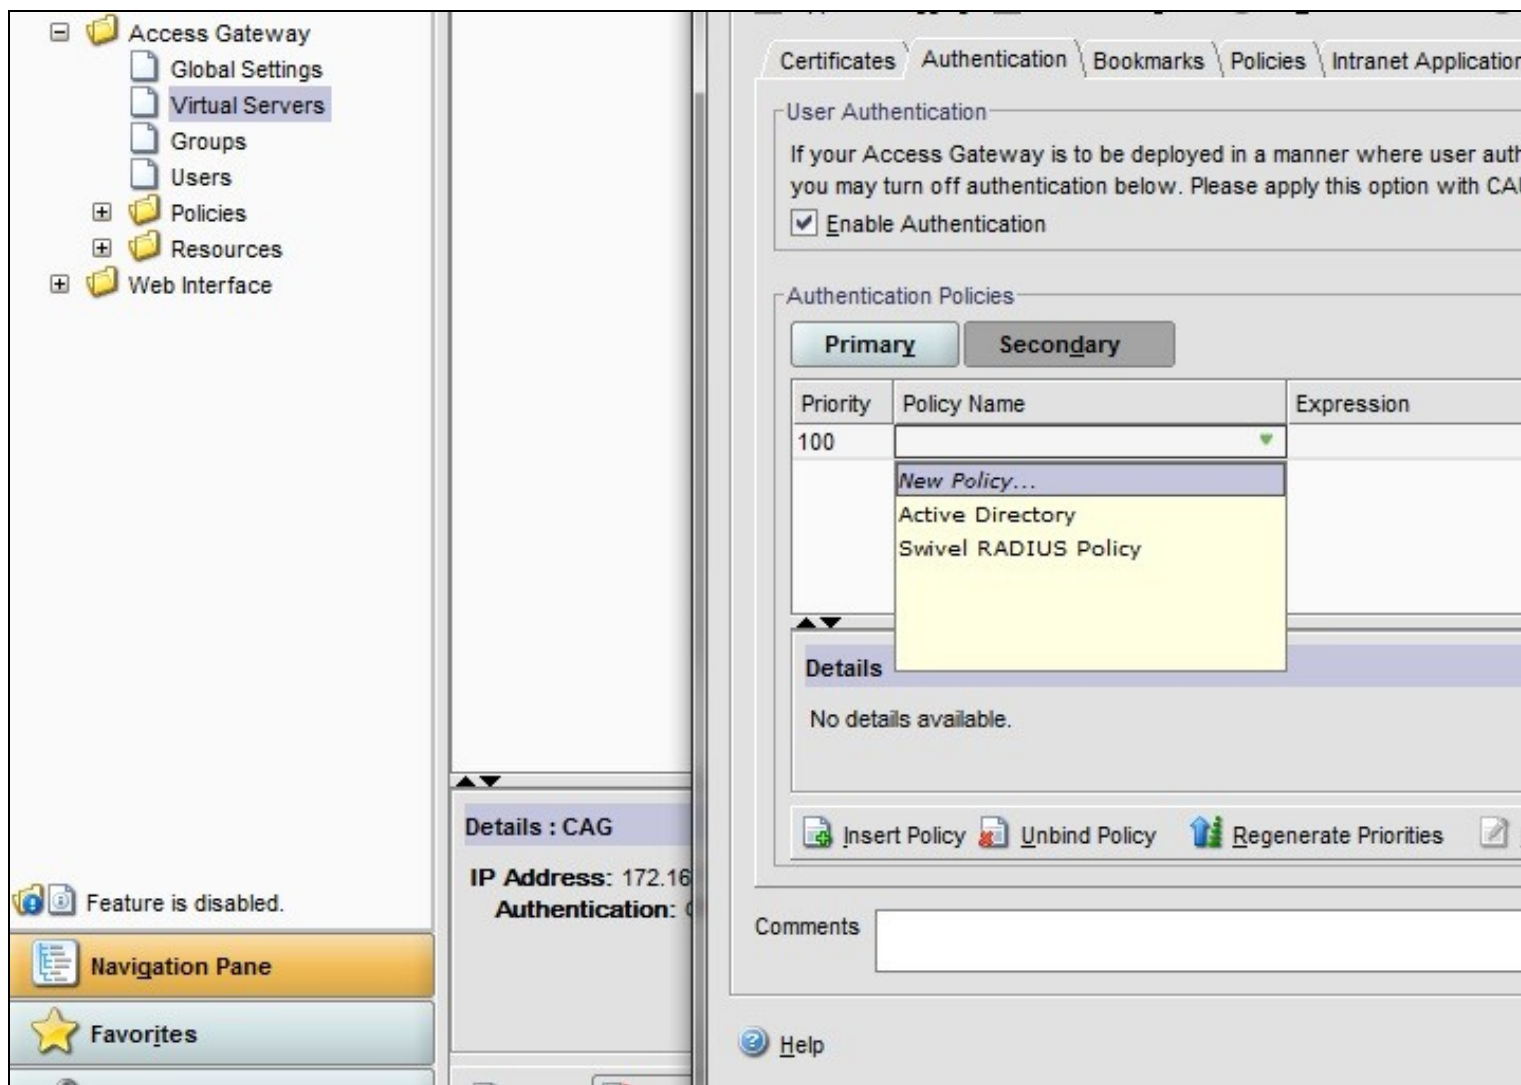 Access Gateway
Global Settings
Virtual Servers
Groups
Users
Policies
Resources
Web Interface
Feature is disabled.
Navigation Pane
Favorites
Details : CAG
IP Address: 172.16
Authentication:
Certificates Authentication Bookmarks Policies Intranet Application
User Authentication
If your Access Gateway is to be deployed in a manner where user auth
you may turn off authentication below. Please apply this option with CAU
Enable Authentication
Authentication Policies
Primary Secondary
Priority Policy Name Expression
100
New Policy...
Active Directory
Swivel RADIUS Policy
Details
No details available.
Insert Policy Unbind Policy Regenerate Priorities
Comments
Help